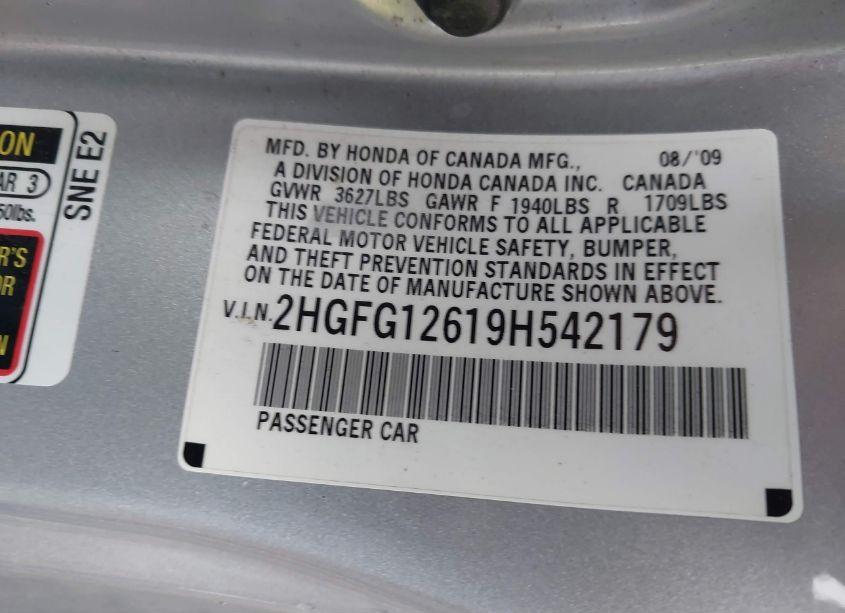 ON
AR 3
50lbs.
SNE E2
R'S
OR
N
MFD. BY HONDA OF CANADA MFG., 08/'09
A DIVISION OF HONDA CANADA INC. CANADA
GVWR 3627LBS GAWR F 1940LBS R 1709LBS
THIS VEHICLE CONFORMS TO ALL APPLICABLE
FEDERAL MOTOR VEHICLE SAFETY, BUMPER,
AND THEFT PREVENTION STANDARDS IN EFFECT
ON THE DATE OF MANUFACTURE SHOWN ABOVE.
V.I.N. 2HGFG12619H542179
PASSENGER CAR